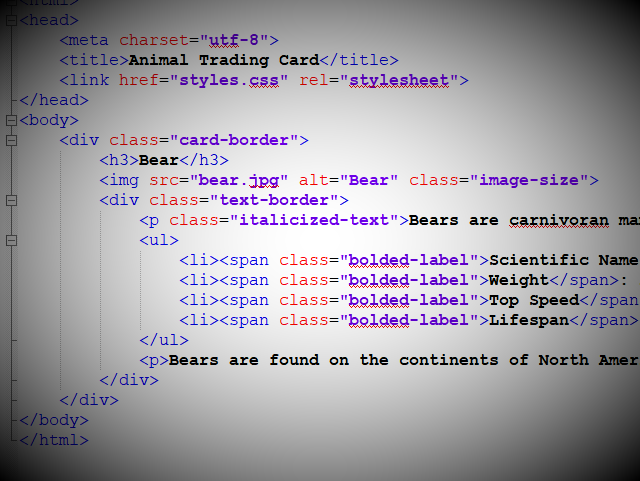 <html>
<head>
<meta charset="utf-8">
<title>Animal Trading Card</title>
<link href="styles.css" rel="stylesheet">
</head>
<body>
<div class="card-border">
<h3>Bear</h3>
<img src="bear.jpg" alt="Bear" class="image-size">
<div class="text-border">
<p class="italicized-text">Bears are carnivoran
<ul>
<li><span class="bolded-label">Scientific Name
<li><span class="bolded-label">Weight</span>:
<li><span class="bolded-label">Top Speed</span
<li><span class="bolded-label">Lifespan</span>
</ul>
<p>Bears are found on the continents of North Amer
</div>
</div>
</body>
</html>